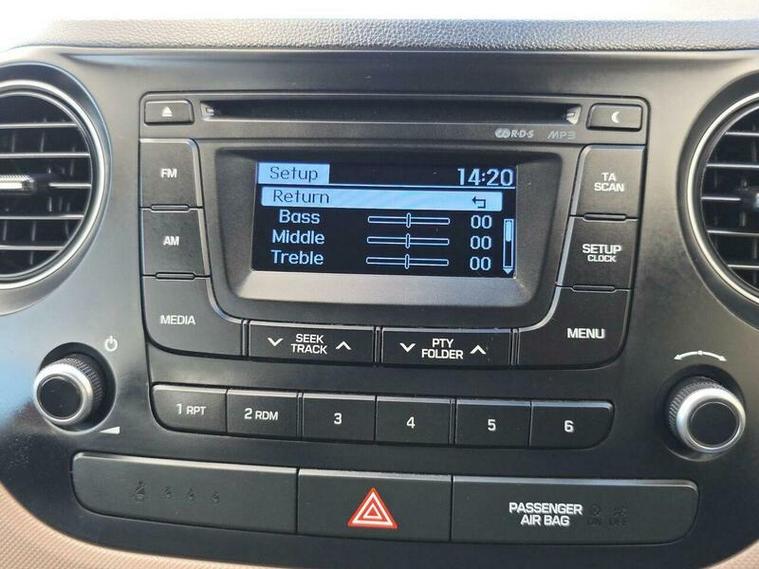 R·D·S MP3
FM
Setup 14:20
TA
SCAN
Return
Bass 00
AM
Middle 00
SETUP
CLOCK
Treble 00
MEDIA
SEEK
TRACK
PTY
FOLDER
MENU
1 RPT 2 RDM 3 4 5 6
PASSENGER
AIR BAG ON OFF